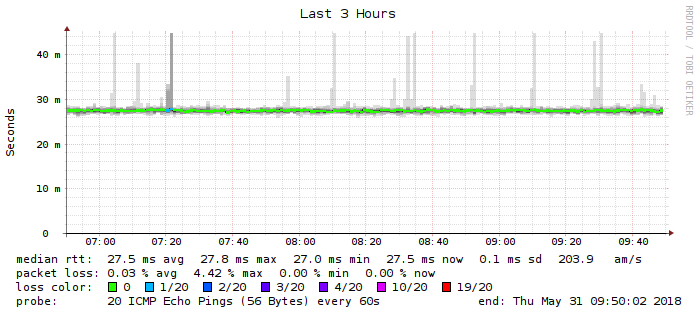 Last 3 Hours
RRDTOOL / TOBI OETIKER
Seconds
40 m
30 m
20 m
10 m
0
07:00 07:20 07:40 08:00 08:20 08:40 09:00 09:20 09:40
median rtt: 27.5 ms avg 27.8 ms max 27.0 ms min 27.5 ms now 0.1 ms sd 203.9 am/s
packet loss: 0.03 % avg 4.42 % max 0.00 % min 0.00 % now
loss color: 0 1/20 2/20 3/20 4/20 10/20 19/20
probe: 20 ICMP Echo Pings (56 Bytes) every 60s end: Thu May 31 09:50:02 2018